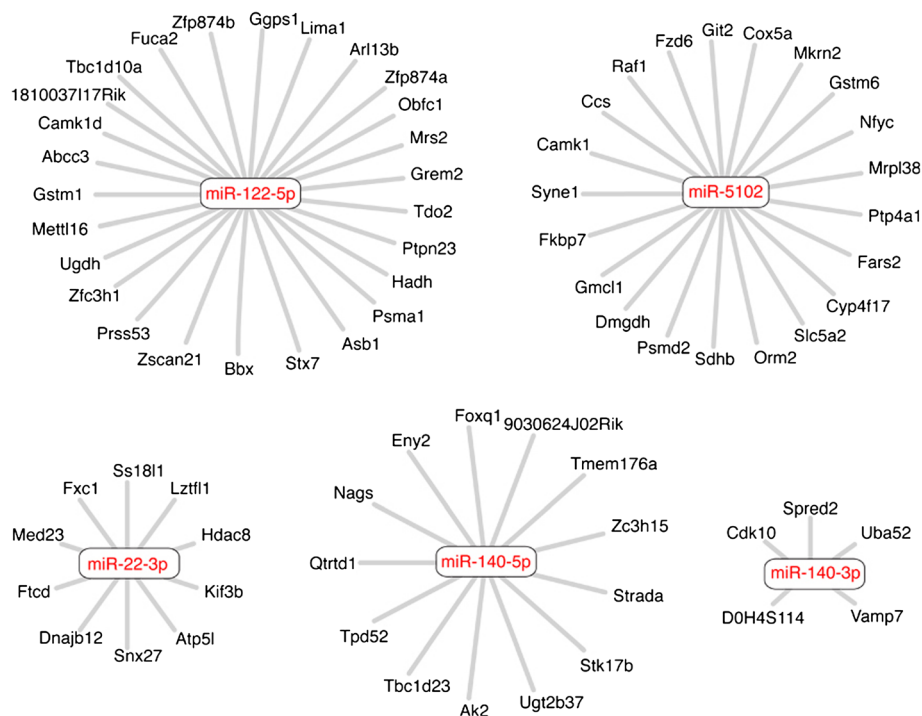 Ggps1
Zfp874b
Lima1
Fuca2
Arl13b
Tbc1d10a
Zfp874a
1810037I17Rik
Obfc1
Camk1d
Mrs2
Abcc3
Grem2
miR-122-5p
Gstm1
Tdo2
Mettl16
Ptpn23
Ugdh
Hadh
Zfc3h1
Psma1
Prss53
Asb1
Zscan21
Stx7
Bbx
Git2
Cox5a
Fzd6
Mkrn2
Raf1
Gstm6
Ccs
Nfyc
Camk1
Mrpl38
miR-5102
Syne1
Ptp4a1
Fkbp7
Fars2
Gmcl1
Cyp4f17
Dmgdh
Slc5a2
Psmd2
Orm2
Sdhb
Ss18l1
Fxc1
Lztfl1
Med23
Hdac8
miR-22-3p
Ftcd
Kif3b
Dnajb12
Atp5l
Snx27
Foxq1
9030624J02Rik
Eny2
Tmem176a
Nags
Zc3h15
miR-140-5p
Qtrtd1
Strada
Tpd52
Stk17b
Tbc1d23
Ugt2b37
Ak2
Spred2
Cdk10
Uba52
miR-140-3p
D0H4S114
Vamp7